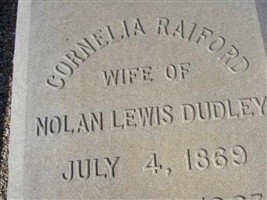 CORNELIA RAIFORD
WIFE OF
NOLAN LEWIS DUDLEY
JULY 4, 1869